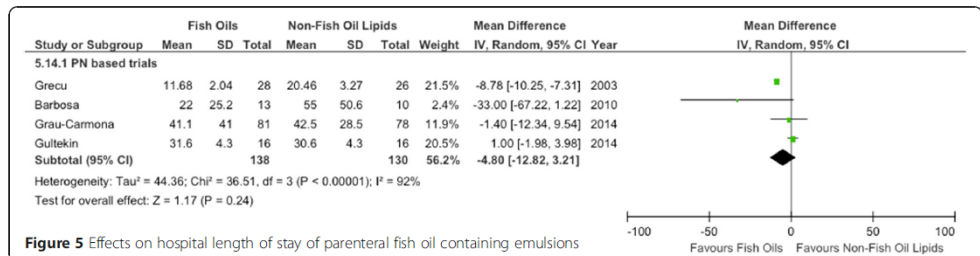 Fish Oils Non-Fish Oil Lipids Mean Difference Mean Difference
Study or Subgroup Mean SD Total Mean SD Total Weight IV, Random, 95% CI Year IV, Random, 95% CI
5.14.1 PN based trials
Grecu 11.68 2.04 28 20.46 3.27 26 21.5% -8.78 [-10.25, -7.31] 2003
Barbosa 22 25.2 13 55 50.6 10 2.4% -33.00 [-67.22, 1.22] 2010
Grau-Carmona 41.1 41 81 42.5 28.5 78 11.9% -1.40 [-12.34, 9.54] 2014
Gultekin 31.6 4.3 16 30.6 4.3 16 20.5% 1.00 [-1.98, 3.98] 2014
Subtotal (95% CI) 138 130 56.2% -4.80 [-12.82, 3.21]
Heterogeneity: Tau² = 44.36; Chi² = 36.51, df = 3 (P < 0.00001); I² = 92%
Test for overall effect: Z = 1.17 (P = 0.24)
-100 -50 0 50 100
Favours Fish Oils Favours Non-Fish Oil Lipids
Figure 5 Effects on hospital length of stay of parenteral fish oil containing emulsions